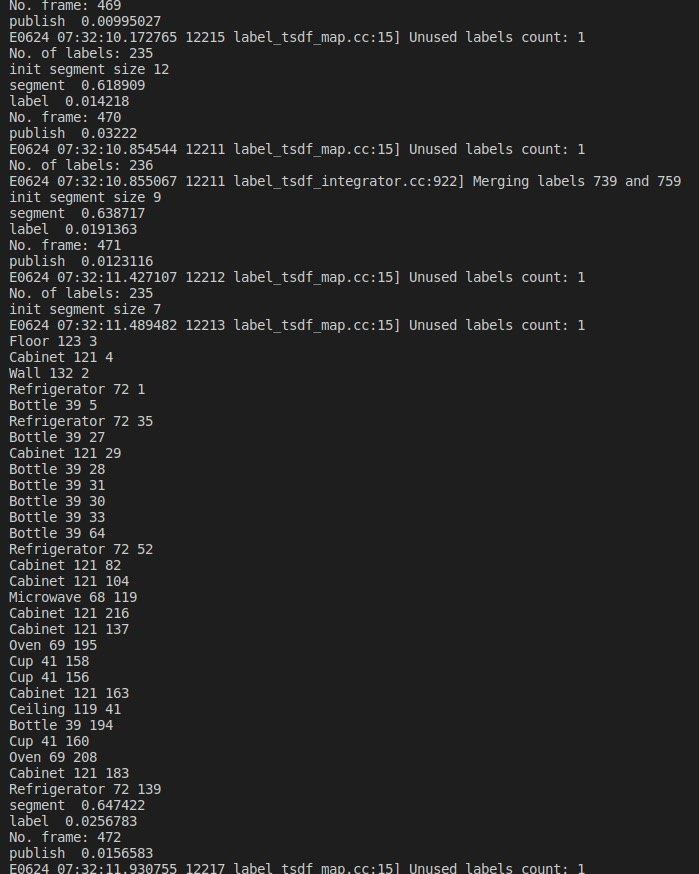 No. frame: 469
publish  0.00995027
E0624 07:32:10.172765 12215 label_tsdf_map.cc:15] Unused labels count: 1
No. of labels: 235
init segment size 12
segment  0.618909
label  0.014218
No. frame: 470
publish  0.03222
E0624 07:32:10.854544 12211 label_tsdf_map.cc:15] Unused labels count: 1
No. of labels: 236
E0624 07:32:10.855067 12211 label_tsdf_integrator.cc:922] Merging labels 739 and 759
init segment size 9
segment  0.638717
label  0.0191363
No. frame: 471
publish  0.0123116
E0624 07:32:11.427107 12212 label_tsdf_map.cc:15] Unused labels count: 1
No. of labels: 235
init segment size 7
E0624 07:32:11.489482 12213 label_tsdf_map.cc:15] Unused labels count: 1
Floor 123 3
Cabinet 121 4
Wall 132 2
Refrigerator 72 1
Bottle 39 5
Refrigerator 72 35
Bottle 39 27
Cabinet 121 29
Bottle 39 28
Bottle 39 31
Bottle 39 30
Bottle 39 33
Bottle 39 64
Refrigerator 72 52
Cabinet 121 82
Cabinet 121 104
Microwave 68 119
Cabinet 121 216
Cabinet 121 137
Oven 69 195
Cup 41 158
Cup 41 156
Cabinet 121 163
Ceiling 119 41
Bottle 39 194
Cup 41 160
Oven 69 208
Cabinet 121 183
Refrigerator 72 139
segment  0.647422
label  0.0256783
No. frame: 472
publish  0.0156583
E0624 07:32:11.930755 12217 label_tsdf_map.cc:15] Unused labels count: 1